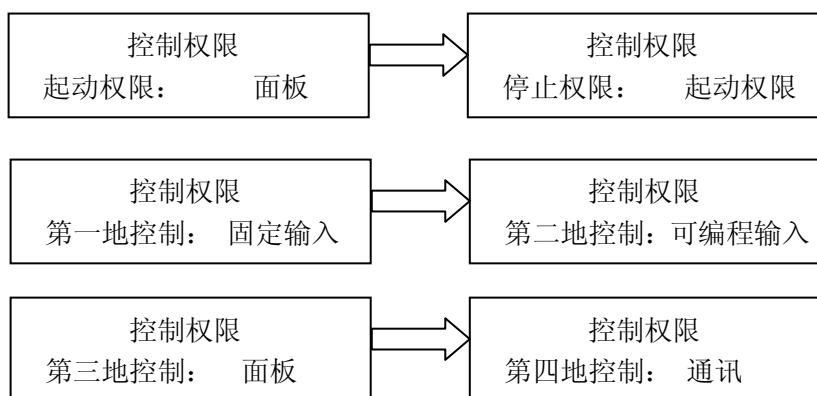 控制权限
起动权限： 面板
控制权限
停止权限： 起动权限
控制权限
第一地控制： 固定输入
控制权限
第二地控制：可编程输入
控制权限
第三地控制： 面板
控制权限
第四地控制： 通讯